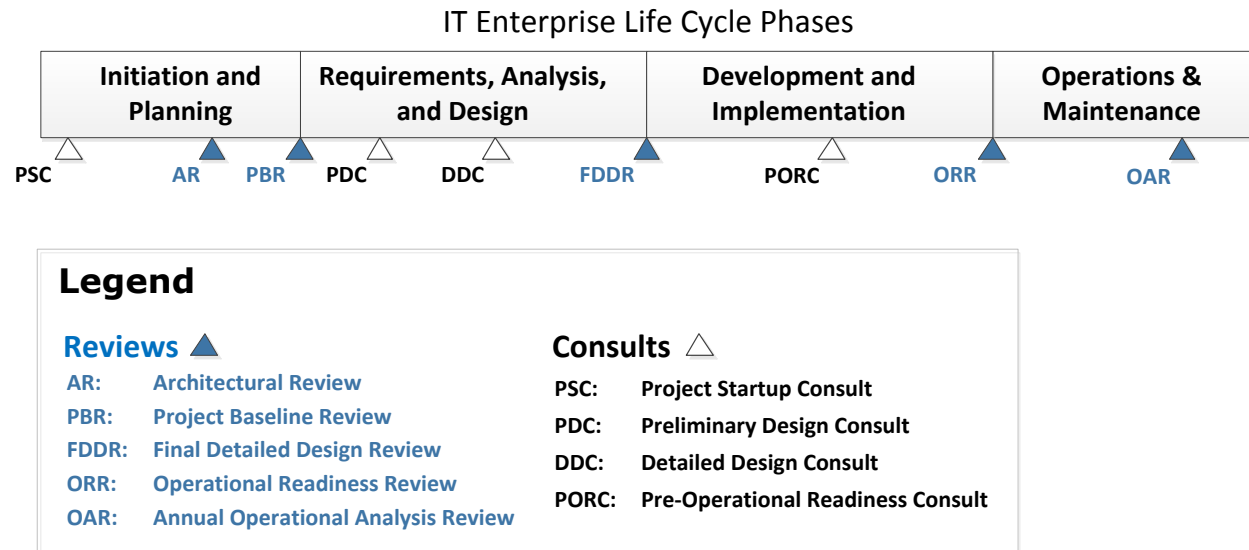 IT Enterprise Life Cycle Phases
Initiation and
Planning
Requirements, Analysis,
and Design
Development and
Implementation
Operations &
Maintenance
PSC
AR
PBR
PDC
DDC
FDDR
PORC
ORR
OAR
Legend
Reviews
AR: Architectural Review
PBR: Project Baseline Review
FDDR: Final Detailed Design Review
ORR: Operational Readiness Review
OAR: Annual Operational Analysis Review
Consults
PSC: Project Startup Consult
PDC: Preliminary Design Consult
DDC: Detailed Design Consult
PORC: Pre-Operational Readiness Consult